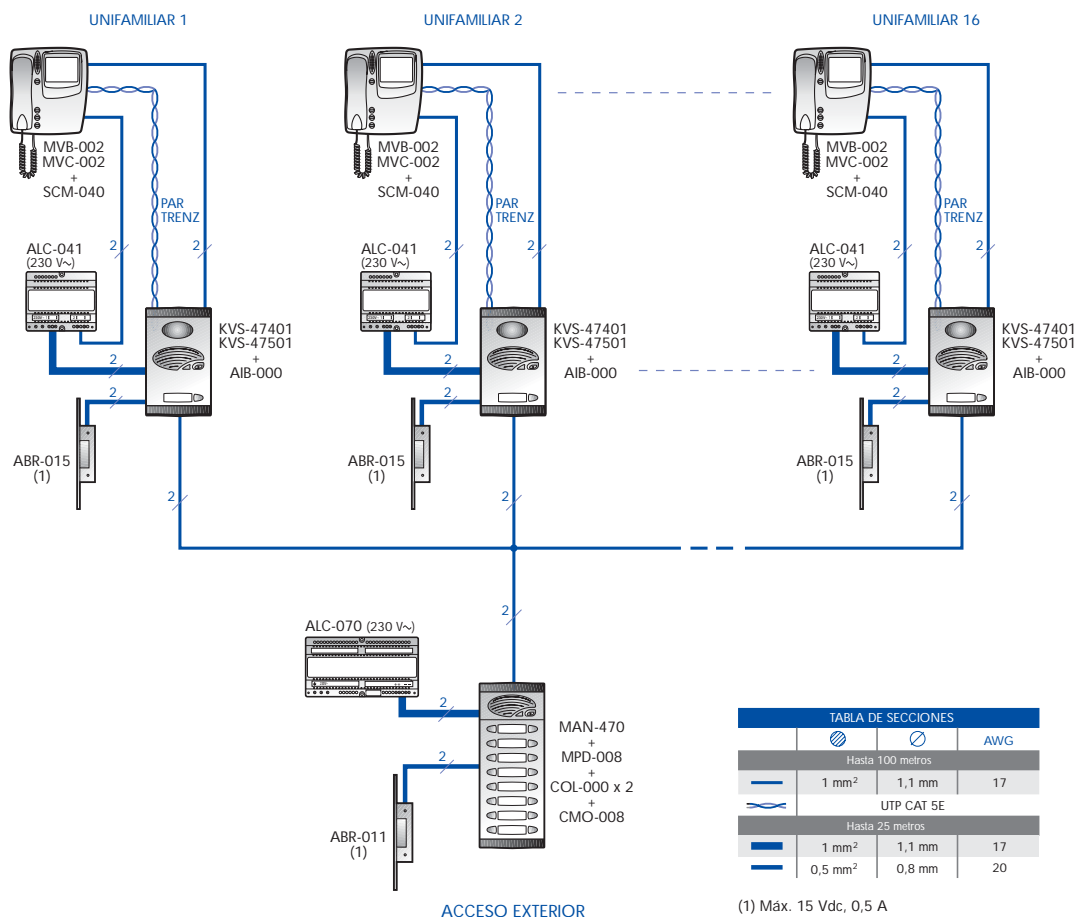 UNIFAMILIAR 1
UNIFAMILIAR 2
UNIFAMILIAR 16
MVB-002
MVC-002
+
SCM-040
MVB-002
MVC-002
+
SCM-040
MVB-002
MVC-002
+
SCM-040
PAR
TRENZ
PAR
TRENZ
PAR
TRENZ
2
2
2
2
2
2
ALC-041
(230 V~)
ALC-041
(230 V~)
ALC-041
(230 V~)
KVS-47401
KVS-47501
+
AIB-000
KVS-47401
KVS-47501
+
AIB-000
KVS-47401
KVS-47501
+
AIB-000
2
2
2
2
2
2
ABR-015
(1)
ABR-015
(1)
ABR-015
(1)
2
2
2
2
ALC-070 (230 V~)
2
2
MAN-470
+
MPD-008
+
COL-000 x 2
+
CMO-008
ABR-011
(1)
ACCESO EXTERIOR
TABLA DE SECCIONES
AWG
Hasta 100 metros
1 mm² 1,1 mm 17
UTP CAT 5E
Hasta 25 metros
1 mm² 1,1 mm 17
0,5 mm² 0,8 mm 20
(1) Máx. 15 Vdc, 0,5 A